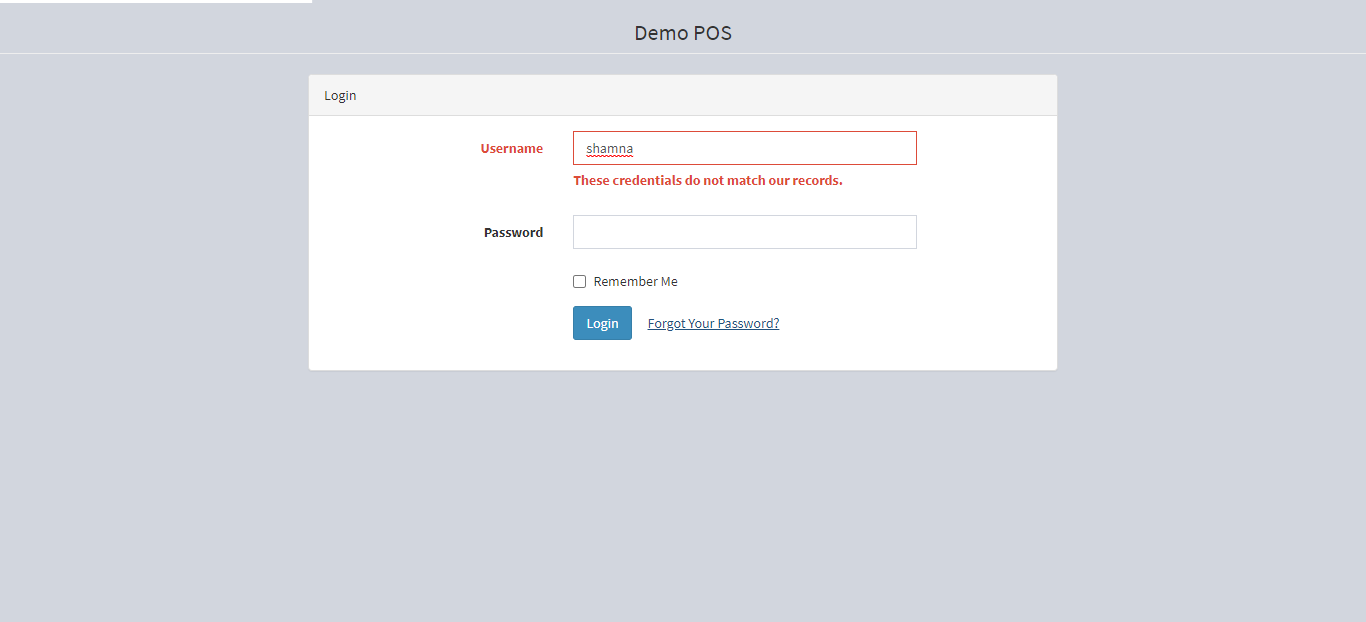 Demo POS
Login
Username
shamna
These credentials do not match our records.
Password
Remember Me
Login Forgot Your Password?